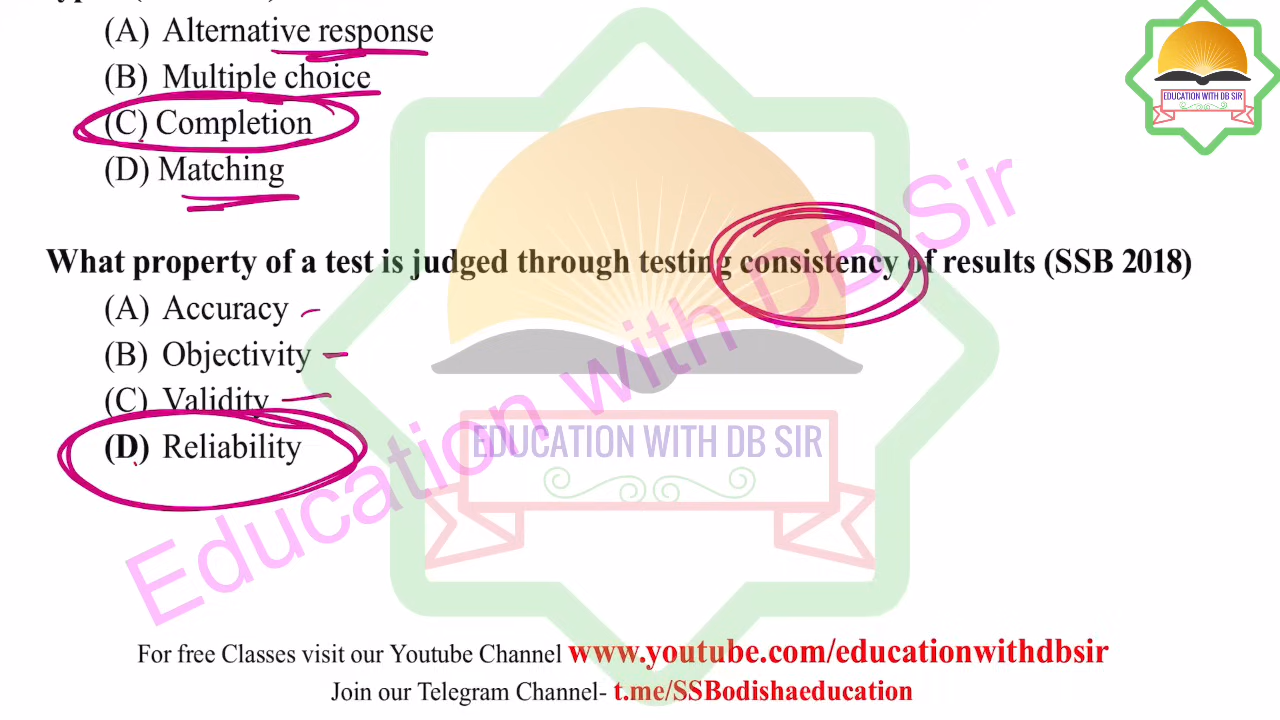 (A) Alternative response
(B) Multiple choice
(C) Completion
(D) Matching
What property of a test is judged through testing consistency of results (SSB 2018)
(A) Accuracy
(B) Objectivity
(C) Validity
(D) Reliability
EDUCATION WITH DB SIR
EDUCATION WITH DB SIR
Education with DB Sir
For free Classes visit our Youtube Channel www.youtube.com/educationwithdbsir
Join our Telegram Channel- t.me/SSBodishaeducation